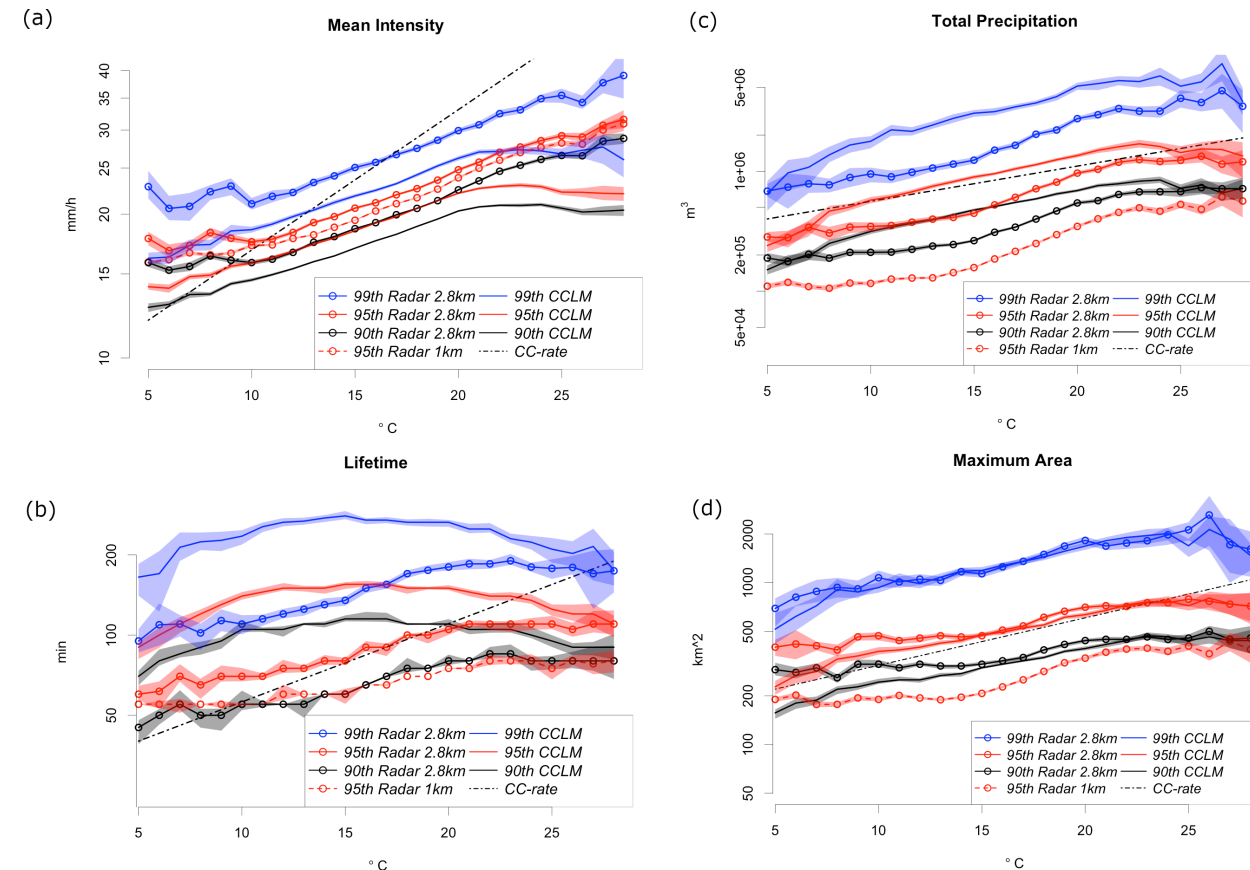 (a)
Mean Intensity
mm/h
40
35
30
25
20
15
10
99th Radar 2.8km 99th CCLM
95th Radar 2.8km 95th CCLM
90th Radar 2.8km 90th CCLM
95th Radar 1km CC-rate
5 10 15 20 25
° C
(c)
Total Precipitation
m³
5e+06
1e+06
2e+05
5e+04
99th Radar 2.8km 99th CCLM
95th Radar 2.8km 95th CCLM
90th Radar 2.8km 90th CCLM
95th Radar 1km CC-rate
5 10 15 20 25
° C
(b)
Lifetime
min
200
100
50
99th Radar 2.8km 99th CCLM
95th Radar 2.8km 95th CCLM
90th Radar 2.8km 90th CCLM
95th Radar 1km CC-rate
5 10 15 20 25
° C
(d)
Maximum Area
km^2
2000
1000
500
200
100
50
99th Radar 2.8km 99th CCLM
95th Radar 2.8km 95th CCLM
90th Radar 2.8km 90th CCLM
95th Radar 1km CC-rate
5 10 15 20 25
° C